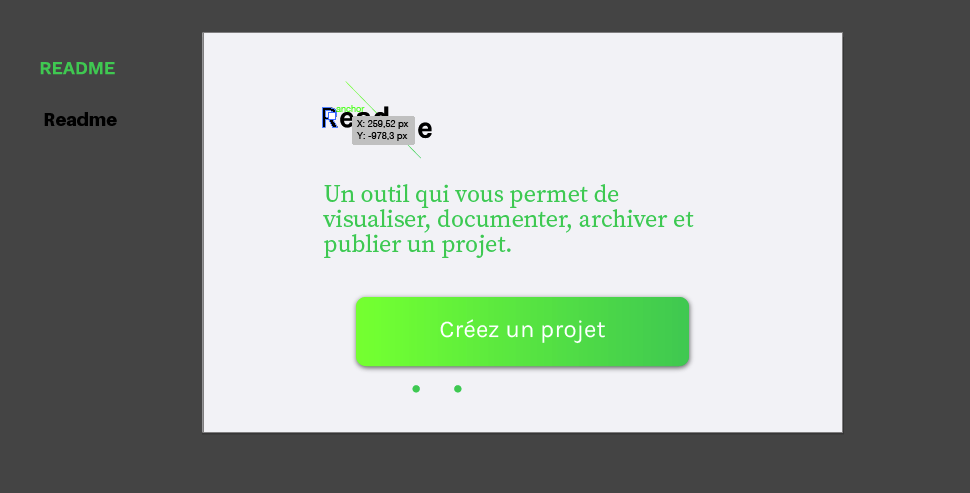 README
Readme
anchor
Readme
X: 259,52 px
Y: -978,3 px
Un outil qui vous permet de
visualiser, documenter, archiver et
publier un projet.
Créez un projet